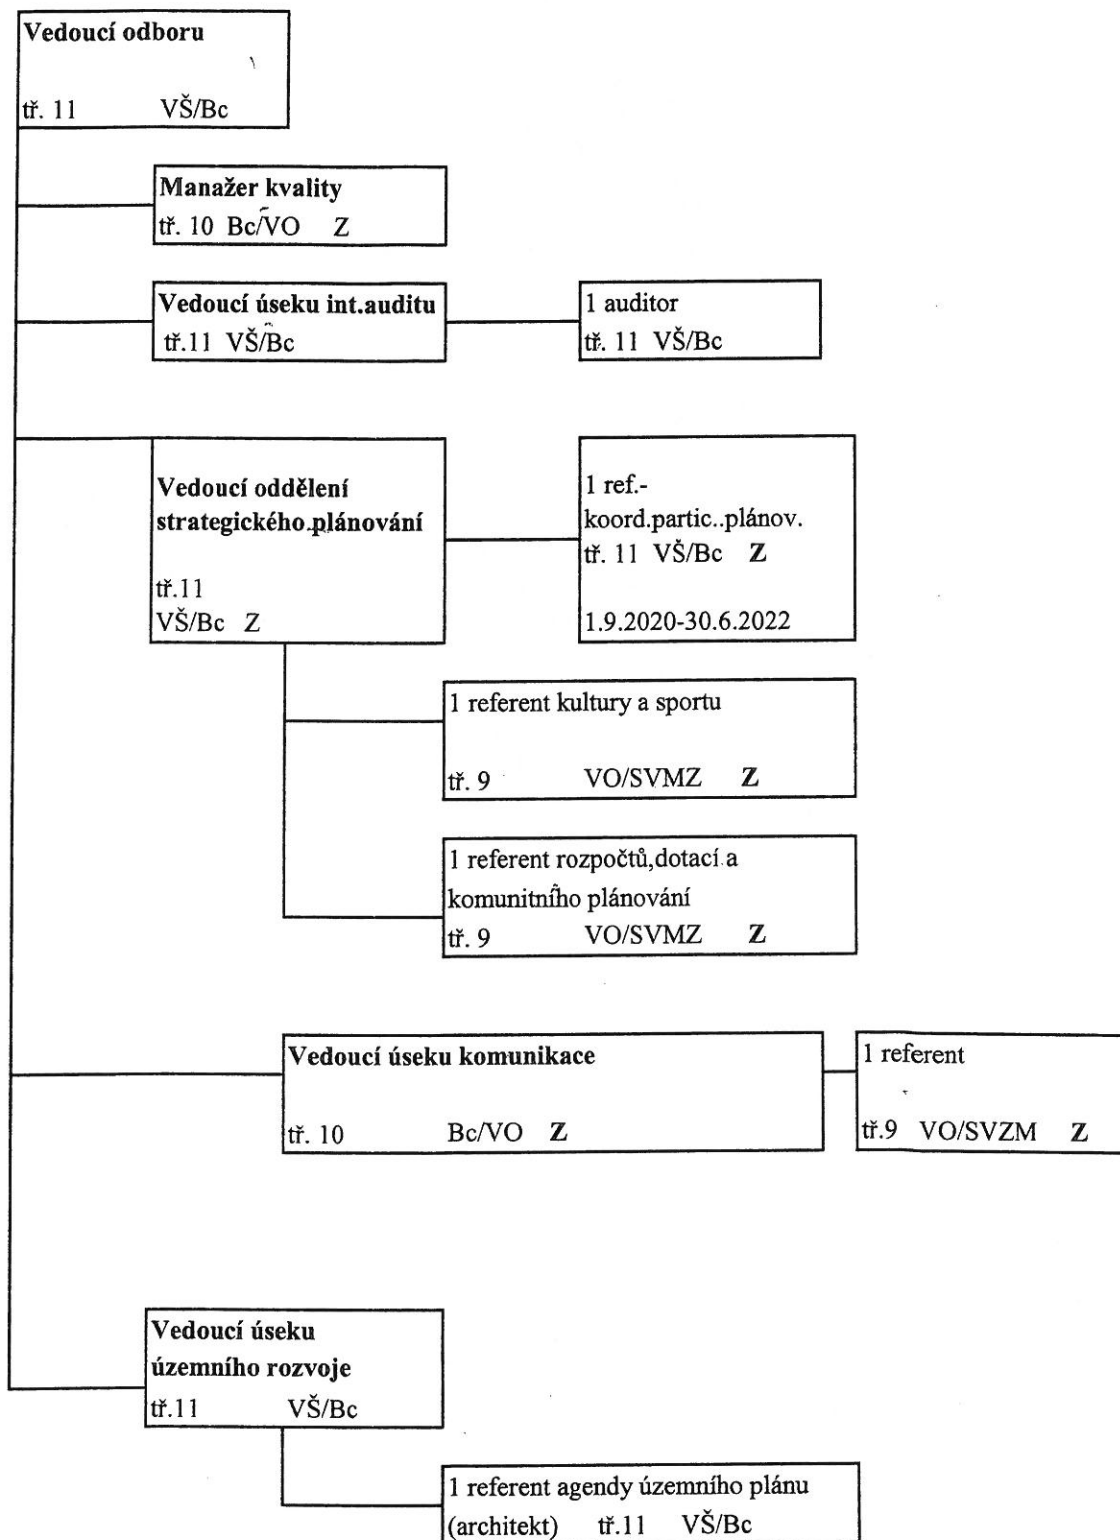 Vedoucí odboru
tř. 11 VŠ/Bc
Manažer kvality
tř. 10 Bc/VO Z
Vedoucí úseku int.auditu
tř.11 VŠ/Bc
1 auditor
tř. 11 VŠ/Bc
Vedoucí oddělení
strategického.plánování
tř.11
VŠ/Bc Z
1 ref.-
koord.partic..plánov.
tř. 11 VŠ/Bc Z
1.9.2020-30.6.2022
1 referent kultury a sportu
tř. 9 VO/SVMZ Z
1 referent rozpočtů,dotací a
komunitního plánování
tř. 9 VO/SVMZ Z
Vedoucí úseku komunikace
tř. 10 Bc/VO Z
1 referent
tř.9 VO/SVZM Z
Vedoucí úseku
územního rozvoje
tř.11 VŠ/Bc
1 referent agendy územního plánu
(architekt) tř.11 VŠ/Bc